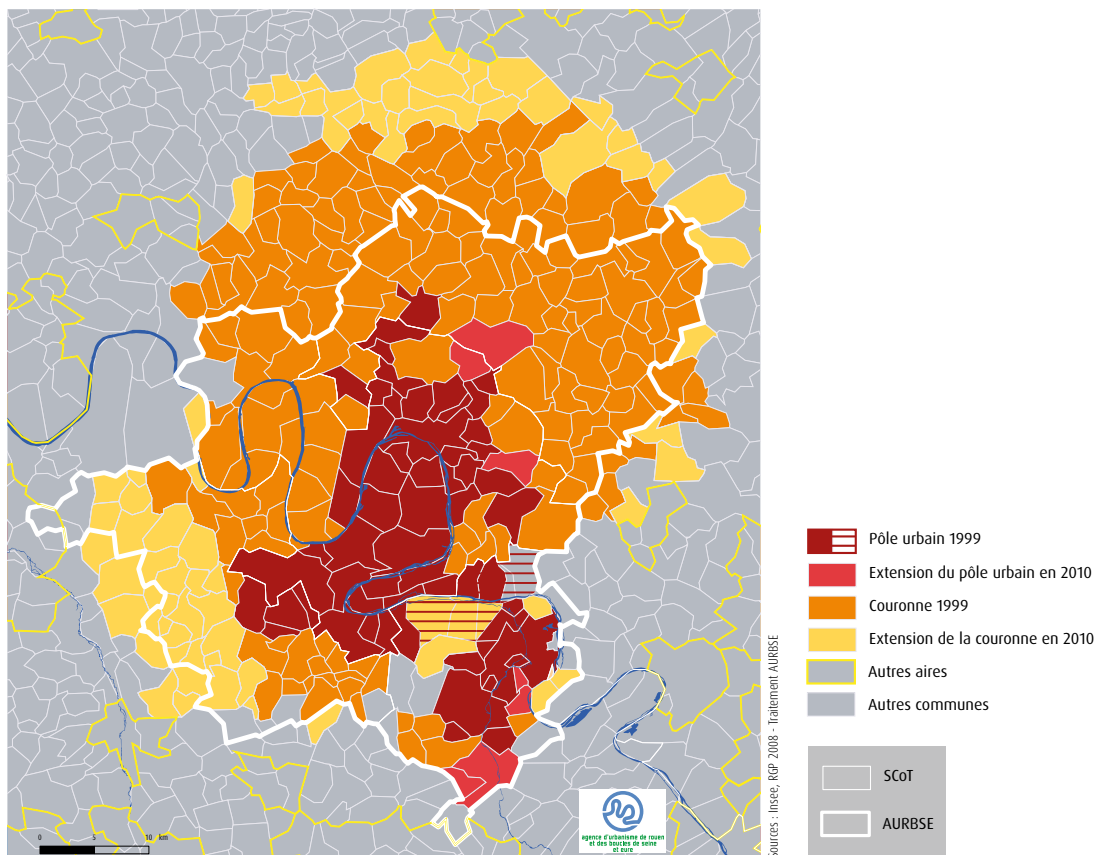 Pôle urbain 1999
Extension du pôle urbain en 2010
Couronne 1999
Extension de la couronne en 2010
Autres aires
Autres communes
SCoT
AURBSE
Sources : Insee, RGP 2008 - Traitement AURBSE
0 5 10 km
agence d'urbanisme de rouen
et des boucles de seine
et eure